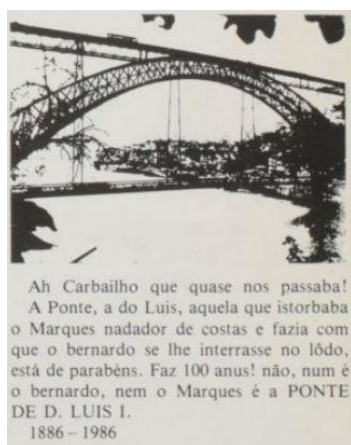 Ah Carbailho que quase nos passaba!
A Ponte, a do Luis, aquela que istorbaba
o Marques nadador de costas e fazia com
que o bernardo se lhe interrasse no lôdo,
está de parabéns. Faz 100 anus! não, num é
o bernardo, nem o Marques é a PONTE
DE D. LUIS I.
1886 – 1986